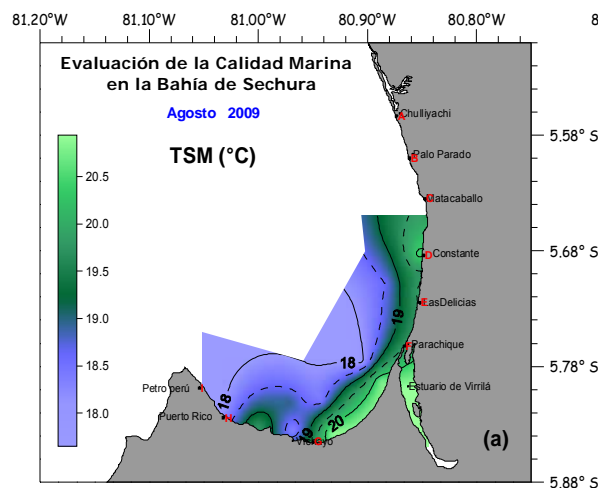 81.20°W 81.10°W 81.00°W 80.90°W 80.80°W 8
Evaluación de la Calidad Marina
en la Bahía de Sechura
Agosto 2009
TSM (°C)
20.5
20.0
19.5
19.0
18.5
18.0
A Chulliyachi
B Palo Parado
Matacaballo
D Constante
E LasDelicias
Parachique
Estuario de Virrilá
Petro perú I
Puerto Rico H
Vichayo G
18
18
19
19
20
(a)
5.58°S
5.68°S
5.78°S
5.88°S